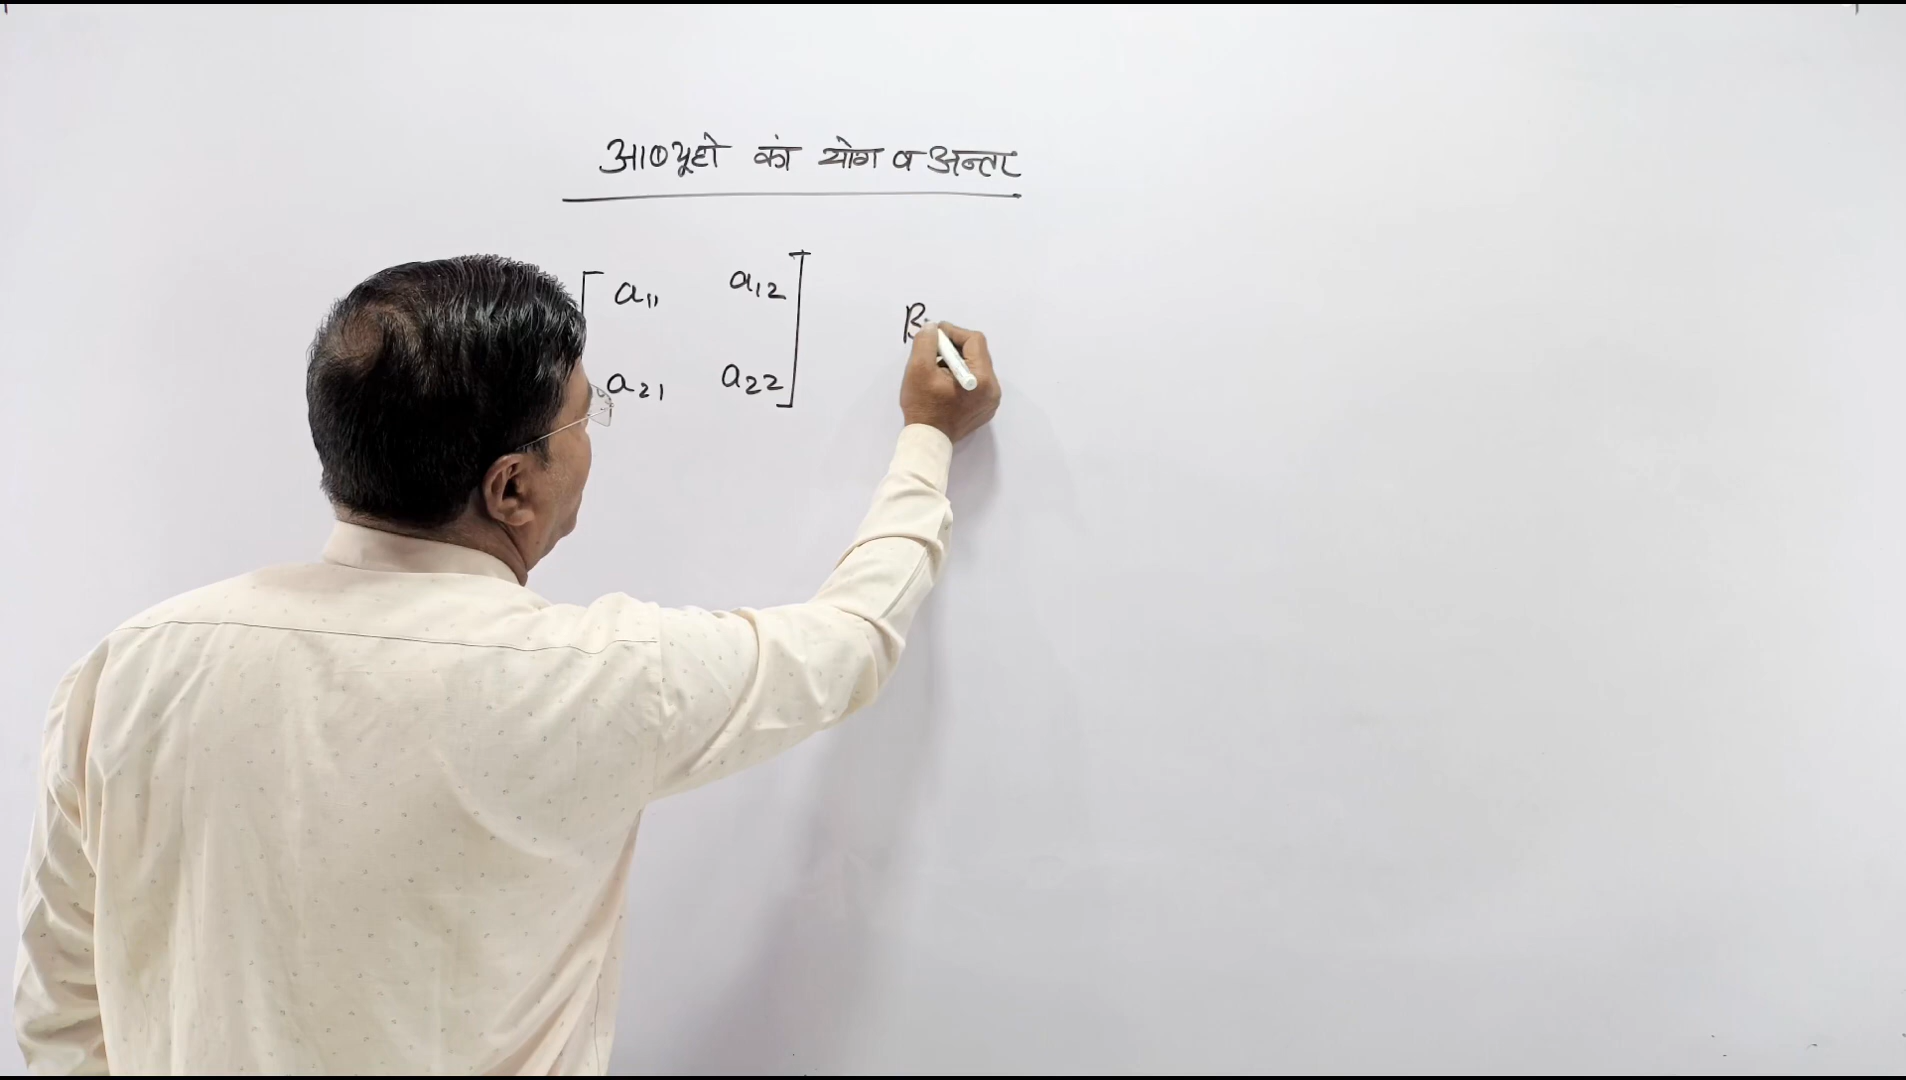 आव्यूहो कां योग व अन्तर
a₁₁ a₁₂ B
a₂₁ a₂₂